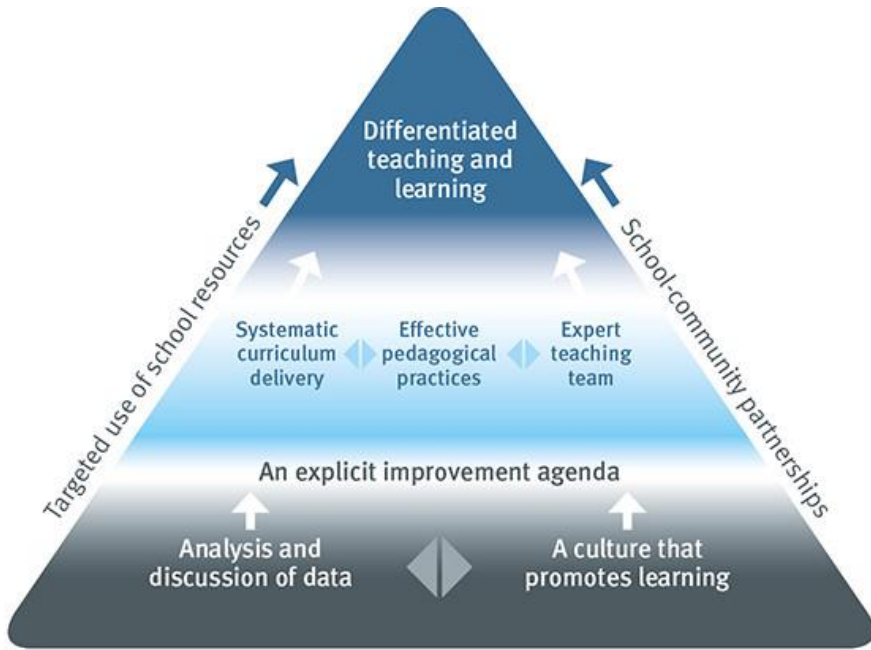 Differentiated
teaching and
learning
Targeted use of school resources
School-community partnerships
Systematic
curriculum
delivery
Effective
pedagogical
practices
Expert
teaching
team
An explicit improvement agenda
Analysis and
discussion of data
A culture that
promotes learning